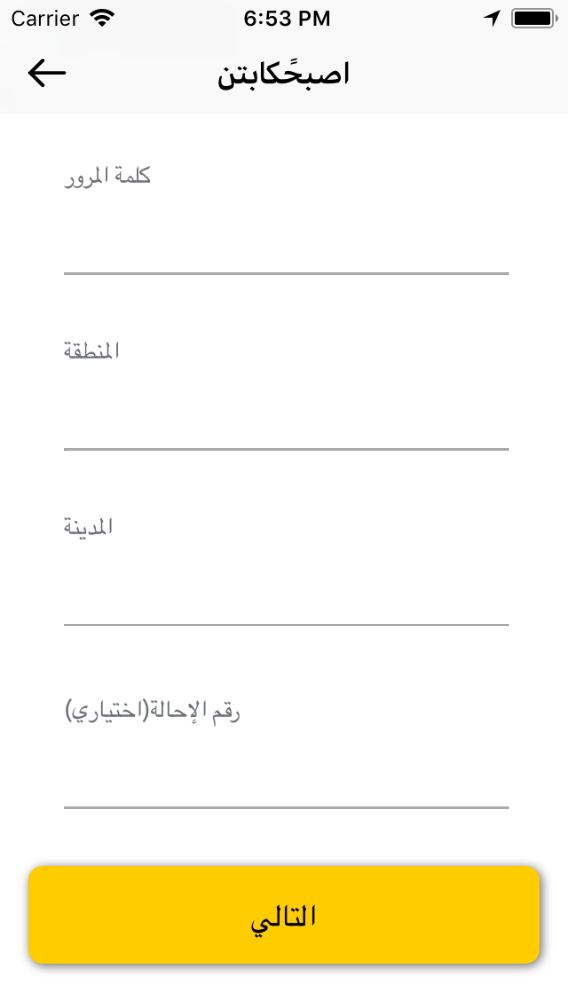 Carrier 6:53 PM
اصبحًكابتن
كلمة المرور
المنطقة
المدينة
رقم الإحالة(اختياري)
التالي